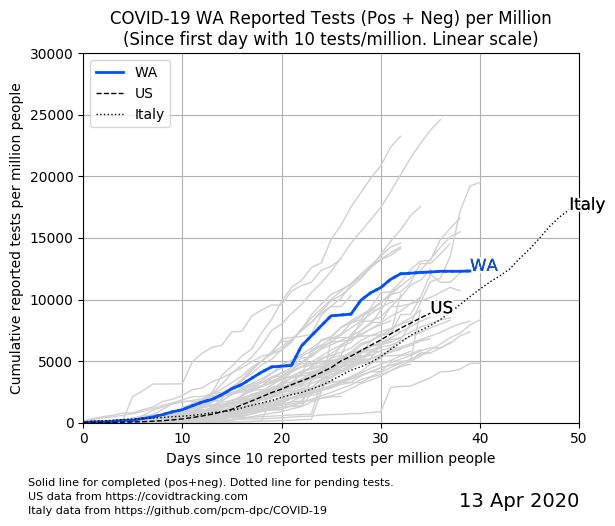 COVID-19 WA Reported Tests (Pos + Neg) per Million
(Since first day with 10 tests/million. Linear scale)
Cumulative reported tests per million people
30000
25000
20000
15000
10000
5000
0
WA
US
Italy
Italy
WA
US
0 10 20 30 40 50
Days since 10 reported tests per million people
Solid line for completed (pos+neg). Dotted line for pending tests.
US data from https://covidtracking.com
Italy data from https://github.com/pcm-dpc/COVID-19
13 Apr 2020